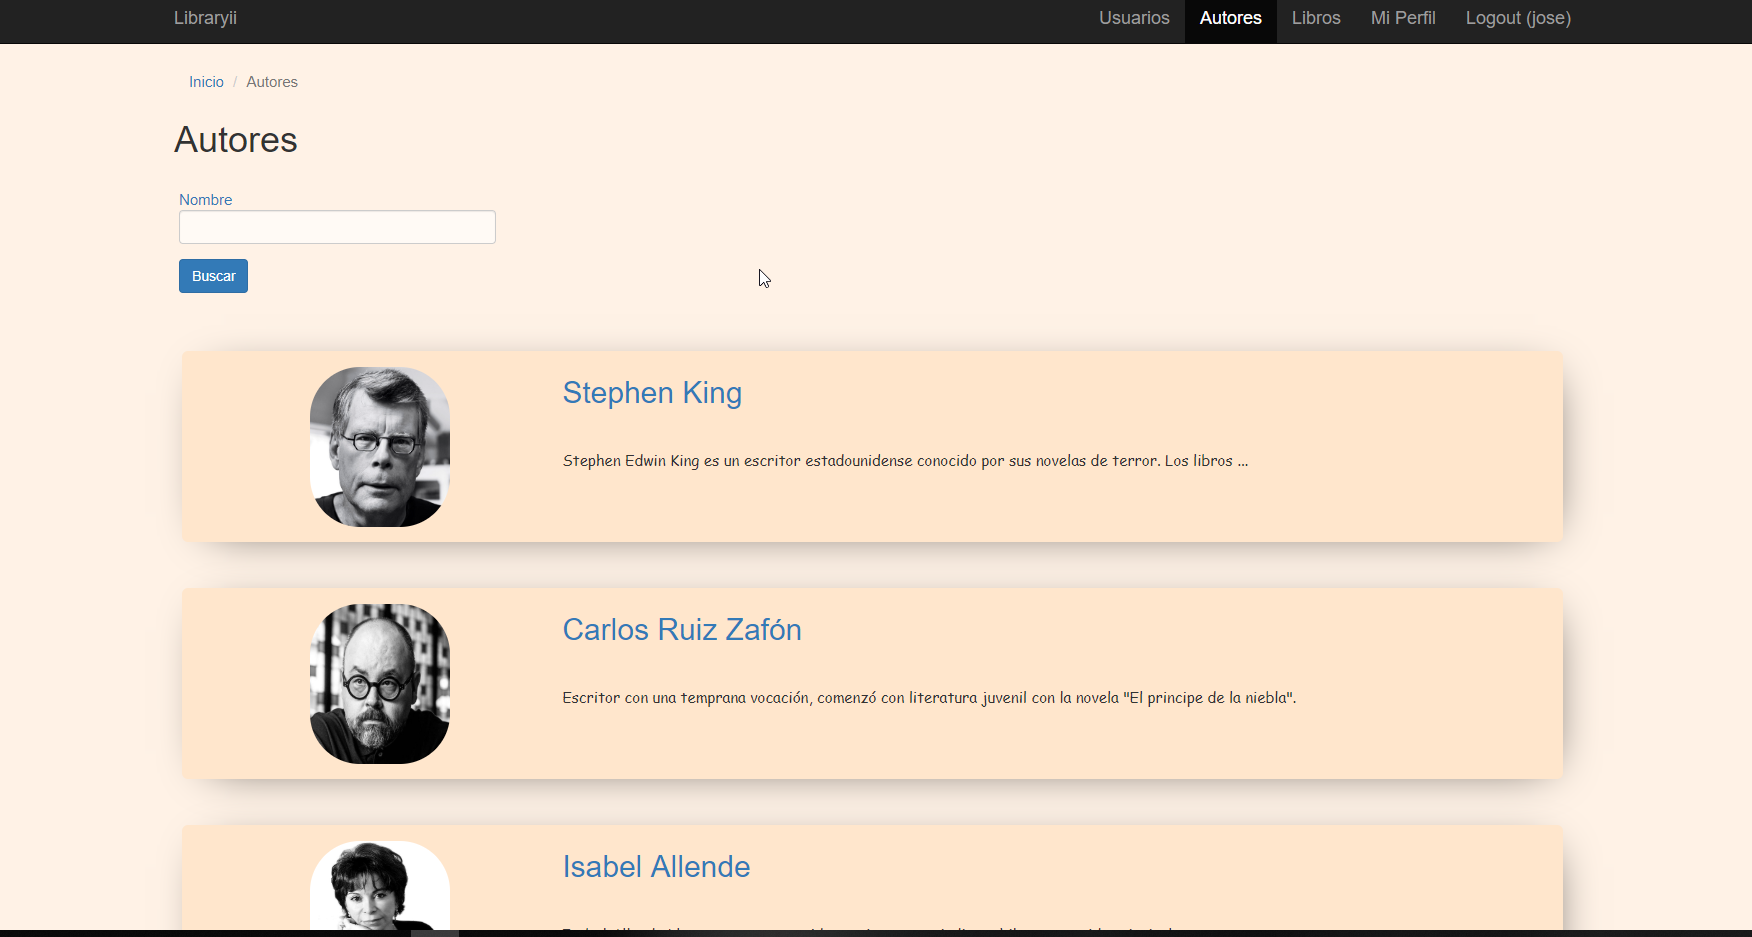 Libraryii
Usuarios
Autores
Libros
Mi Perfil
Logout (jose)
Inicio / Autores
Autores
Nombre
Buscar
Stephen King
Stephen Edwin King es un escritor estadounidense conocido por sus novelas de terror. Los libros ...
Carlos Ruiz Zafón
Escritor con una temprana vocación, comenzó con literatura juvenil con la novela "El principe de la niebla".
Isabel Allende